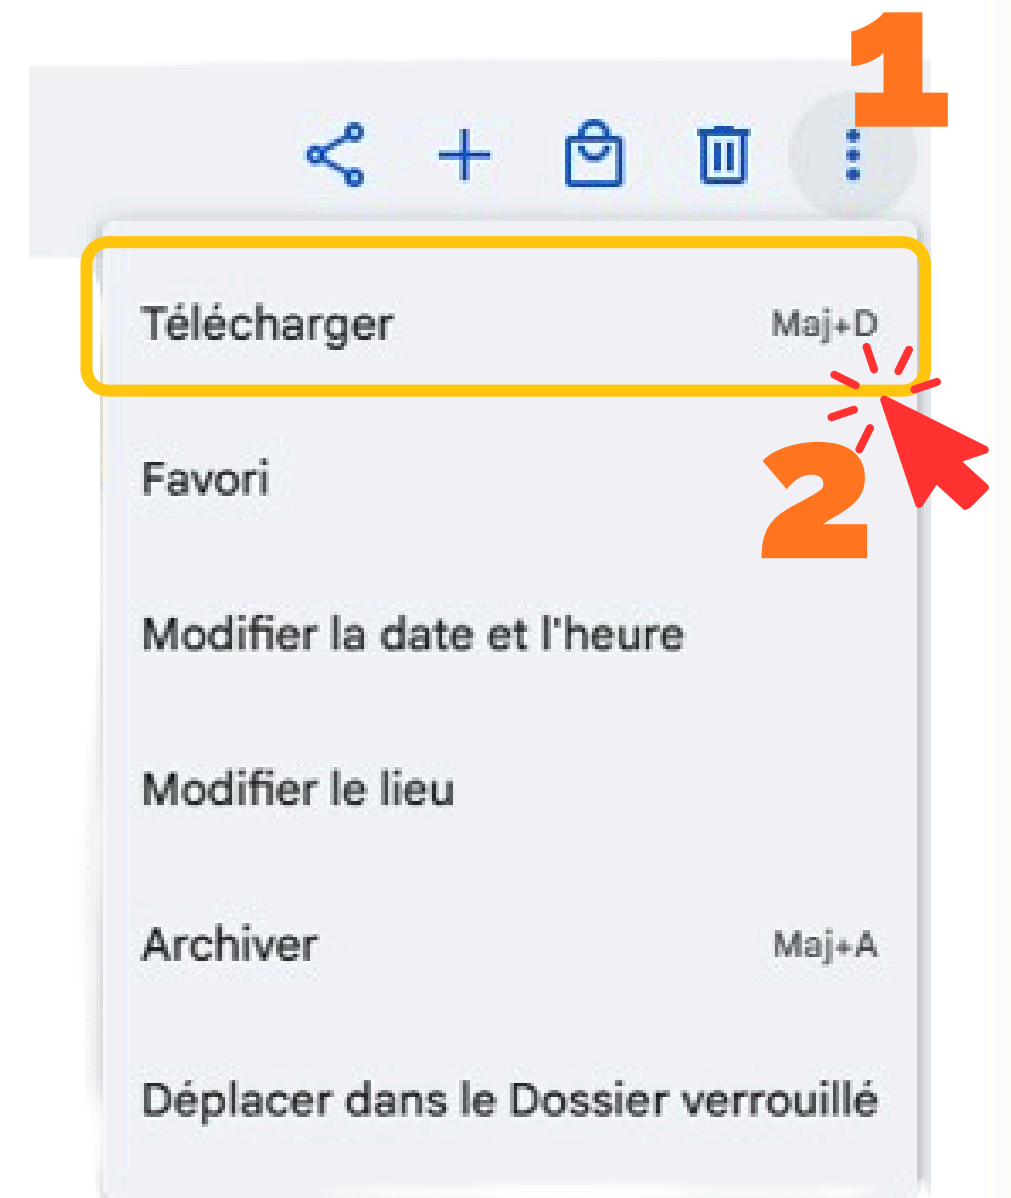 1
Télécharger Maj+D
2
Favori
Modifier la date et l'heure
Modifier le lieu
Archiver Maj+A
Déplacer dans le Dossier verrouillé